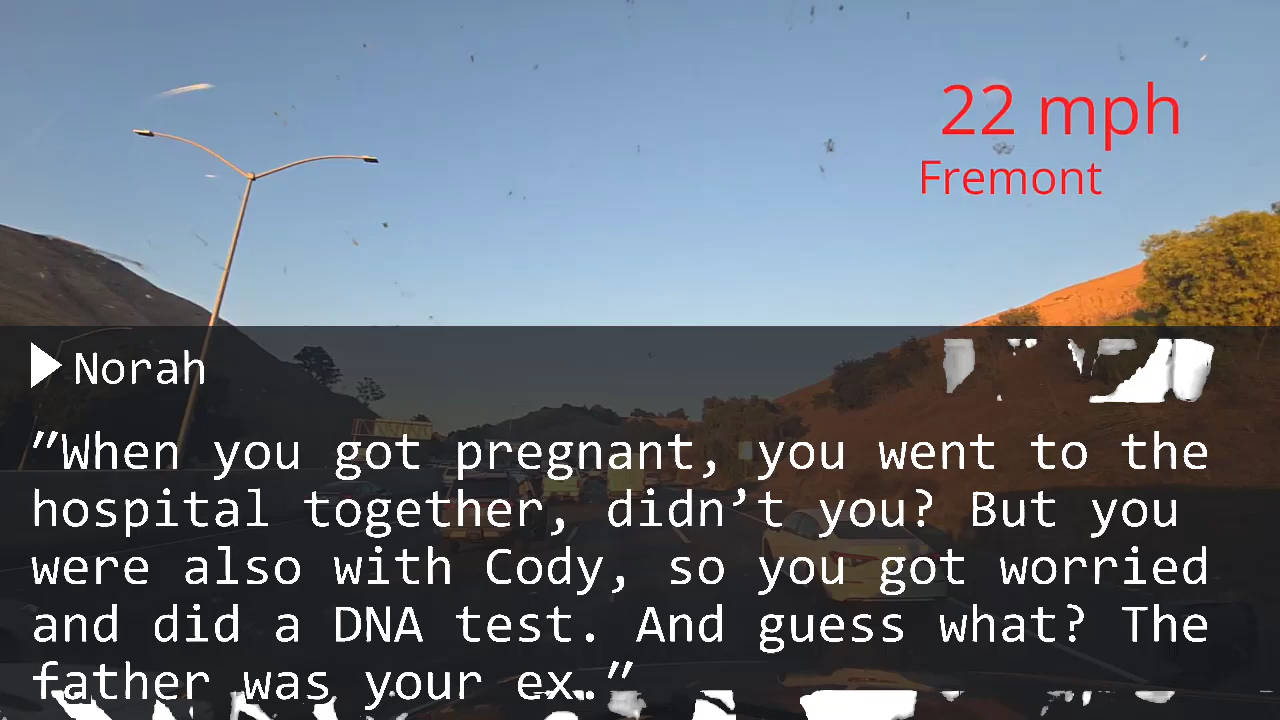 22 mph
Fremont
Norah
”When you got pregnant, you went to the
hospital together, didn’t you? But you
were also with Cody, so you got worried
and did a DNA test. And guess what? The
father was your ex.”